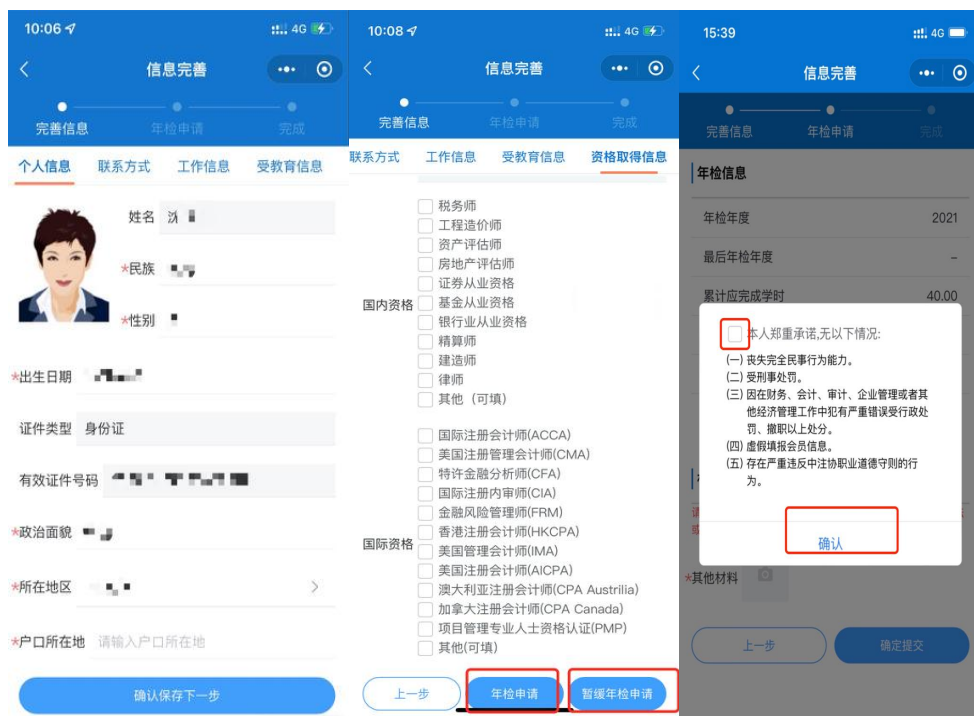 10:06
4G
信息完善
完善信息
年检申请
完成
个人信息
联系方式
工作信息
受教育信息
姓名
*民族
*性别
*出生日期
证件类型 身份证
有效证件号码
*政治面貌
*所在地区
*户口所在地 请输入户口所在地
确认保存下一步
10:08
4G
信息完善
完善信息
年检申请
完成
联系方式
工作信息
受教育信息
资格取得信息
国内资格
税务师
工程造价师
资产评估师
房地产评估师
证券从业资格
基金从业资格
银行业从业资格
精算师
建造师
律师
其他(可填)
国际资格
国际注册会计师(ACCA)
美国注册管理会计师(CMA)
特许金融分析师(CFA)
国际注册内审师(CIA)
金融风险管理师(FRM)
香港注册会计师(HKCPA)
美国管理会计师(IMA)
美国注册会计师(AICPA)
澳大利亚注册会计师(CPA Austrilia)
加拿大注册会计师(CPA Canada)
项目管理专业人士资格认证(PMP)
其他(可填)
上一步
年检申请
暂缓年检申请
15:39
4G
信息完善
完善信息
年检申请
完成
年检信息
年检年度 2021
最后年检年度 –
累计应完成学时 40.00
本人郑重承诺,无以下情况:
(一) 丧失完全民事行为能力。
(二) 受刑事处罚。
(三) 因在财务、会计、审计、企业管理或者其
他经济管理工作中犯有严重错误受行政处
罚、撤职以上处分。
(四) 虚假填报会员信息。
(五) 存在严重违反中注协职业道德守则的行
为。
确认
*其他材料
上一步
确定提交